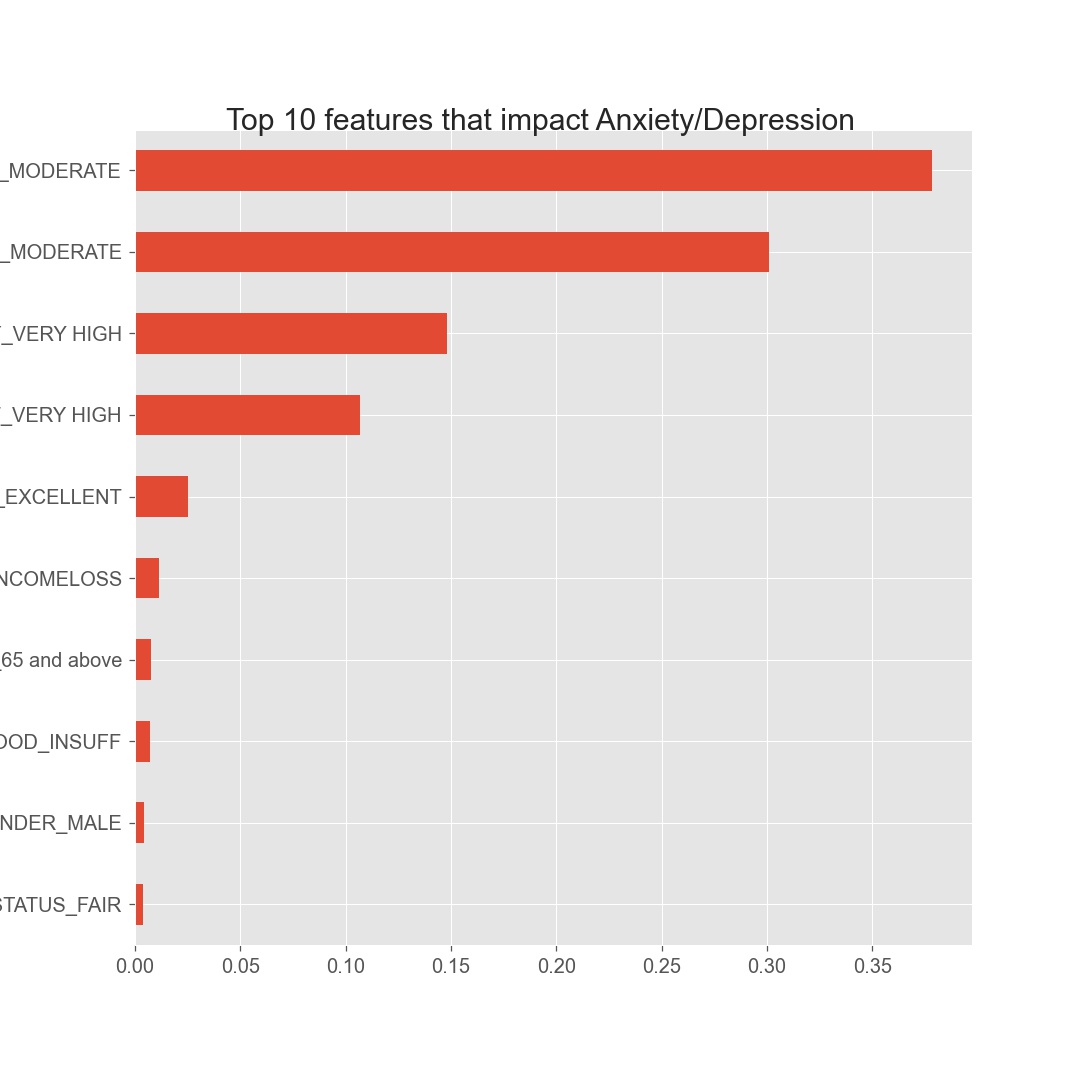 Top 10 features that impact Anxiety/Depression
_MODERATE
_MODERATE
_VERY HIGH
_VERY HIGH
_EXCELLENT
NCOMELOSS
_65 and above
OOD_INSUFF
NDER_MALE
STATUS_FAIR
0.00 0.05 0.10 0.15 0.20 0.25 0.30 0.35